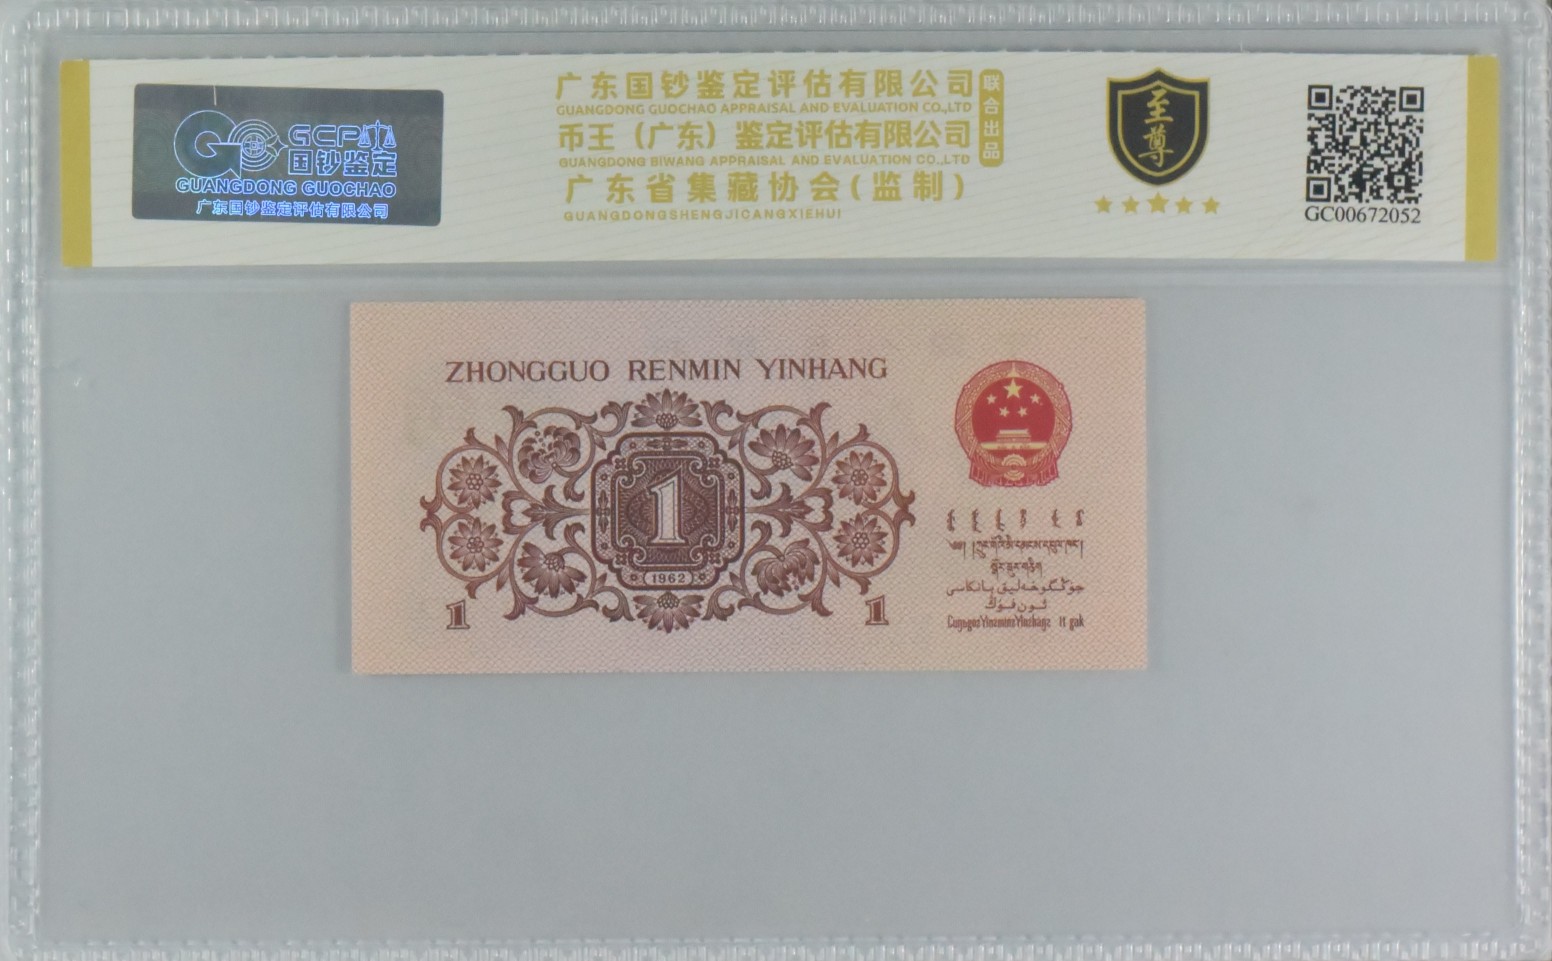 GCP
国钞鉴定
GUANGDONG GUOCHAO
广东国钞鉴定评估有限公司
广东国钞鉴定评估有限公司
GUANGDONG GUOCHAO APPRAISAL AND EVALUATION CO.,LTD
币王（广东）鉴定评估有限公司
GUANGDONG BIWANG APPRAISAL AND EVALUATION CO.,LTD
广东省集藏协会(监制)
GUANGDONGSHENGJICANGXIEHUI
联合出品
至尊
GC00672052
ZHONGGUO RENMIN YINHANG
1
1962
1
1